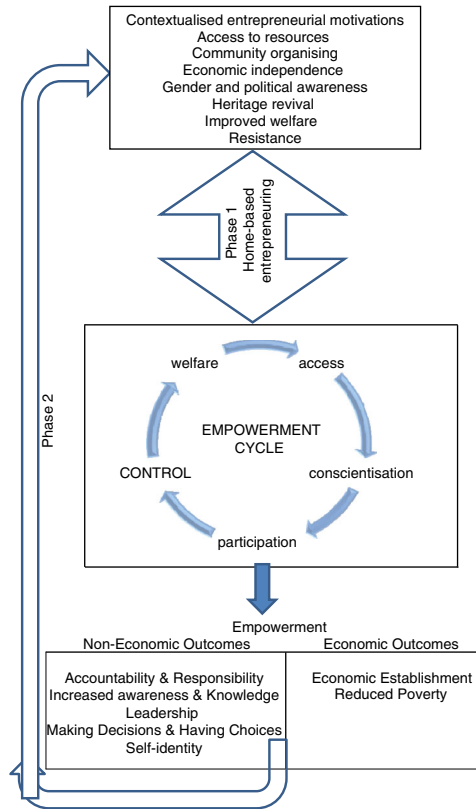 Contextualised entrepreneurial motivations
Access to resources
Community organising
Economic independence
Gender and political awareness
Heritage revival
Improved welfare
Resistance
Phase 1
Home-based
entrepreneuring
Phase 2
welfare
access
EMPOWERMENT
CYCLE
CONTROL
conscientisation
participation
Empowerment
Non-Economic Outcomes
Economic Outcomes
Accountability & Responsibility
Increased awareness & Knowledge
Leadership
Making Decisions & Having Choices
Self-identity
Economic Establishment
Reduced Poverty